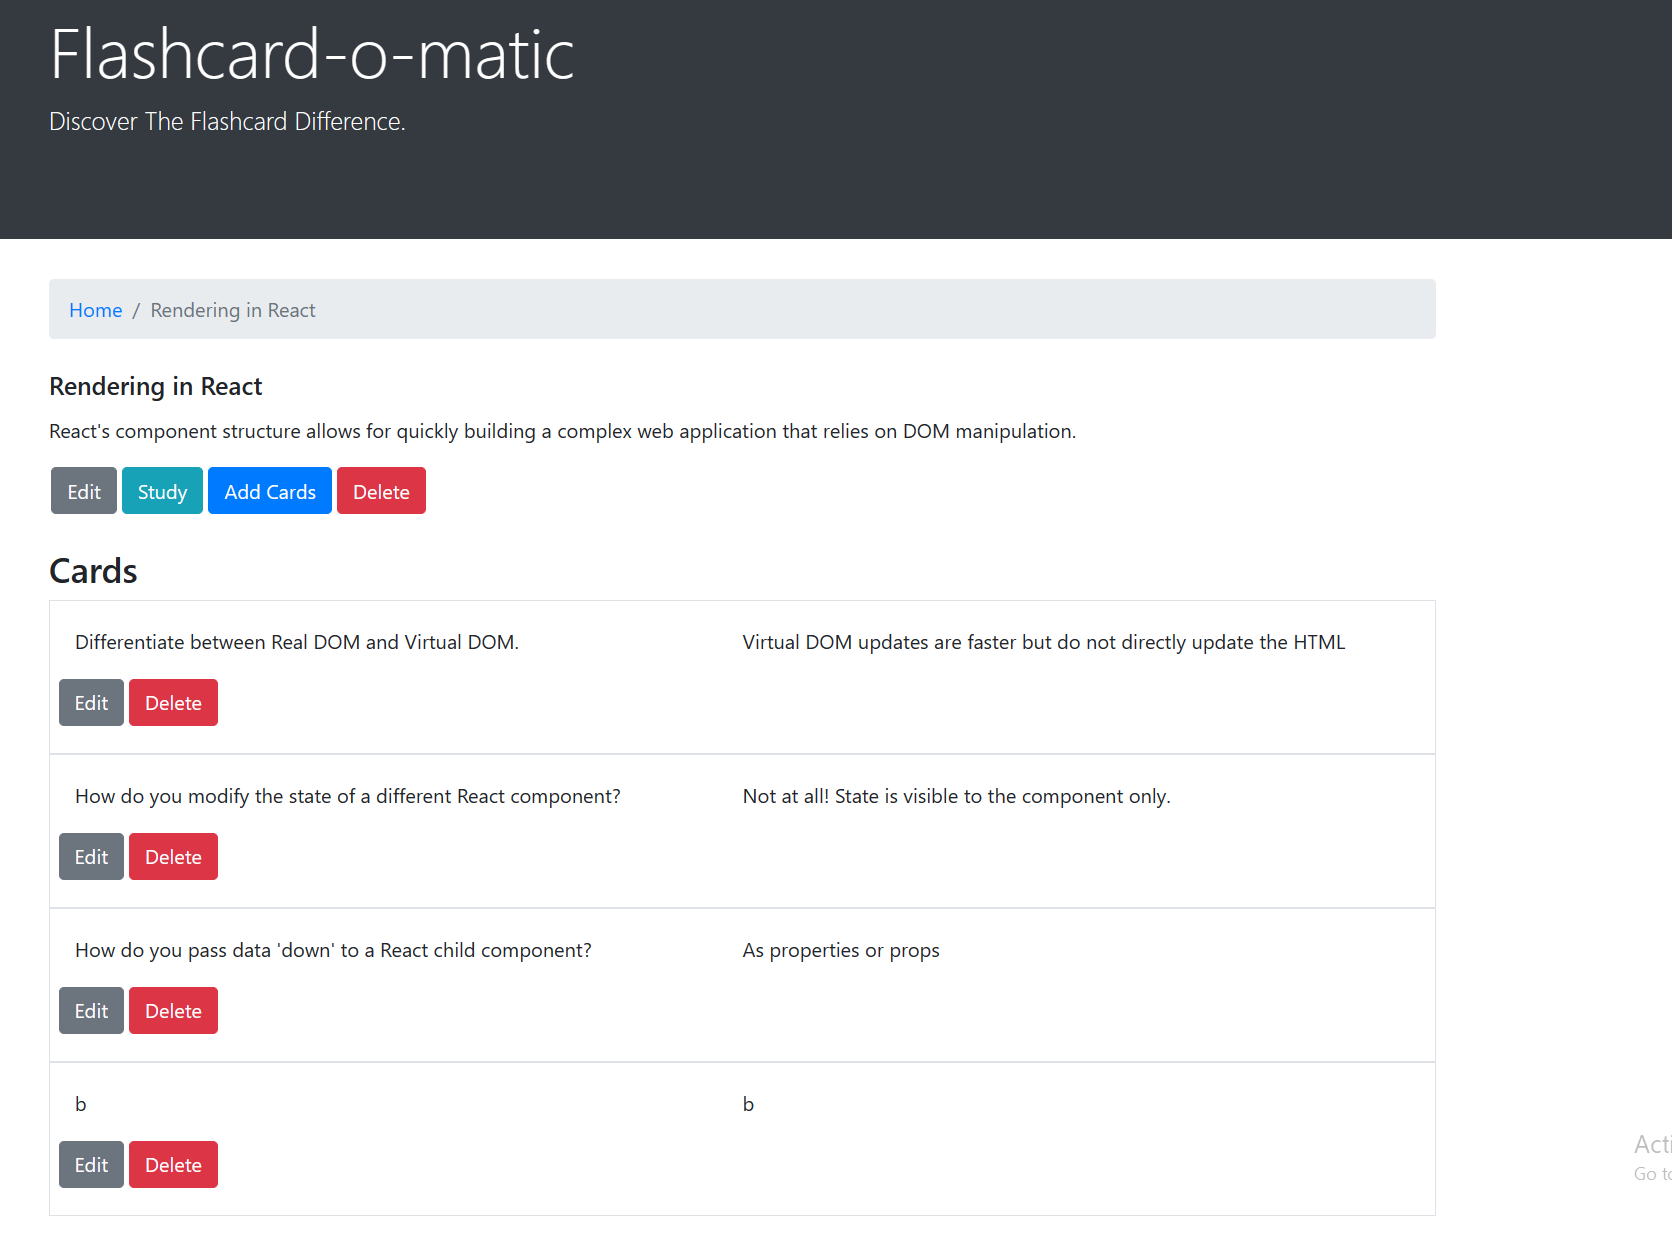 Flashcard-o-matic
Discover The Flashcard Difference.
Home / Rendering in React
Rendering in React
React's component structure allows for quickly building a complex web application that relies on DOM manipulation.
Edit Study Add Cards Delete
Cards
Differentiate between Real DOM and Virtual DOM. Virtual DOM updates are faster but do not directly update the HTML
Edit Delete
How do you modify the state of a different React component? Not at all! State is visible to the component only.
Edit Delete
How do you pass data 'down' to a React child component? As properties or props
Edit Delete
b b
Edit Delete
Go